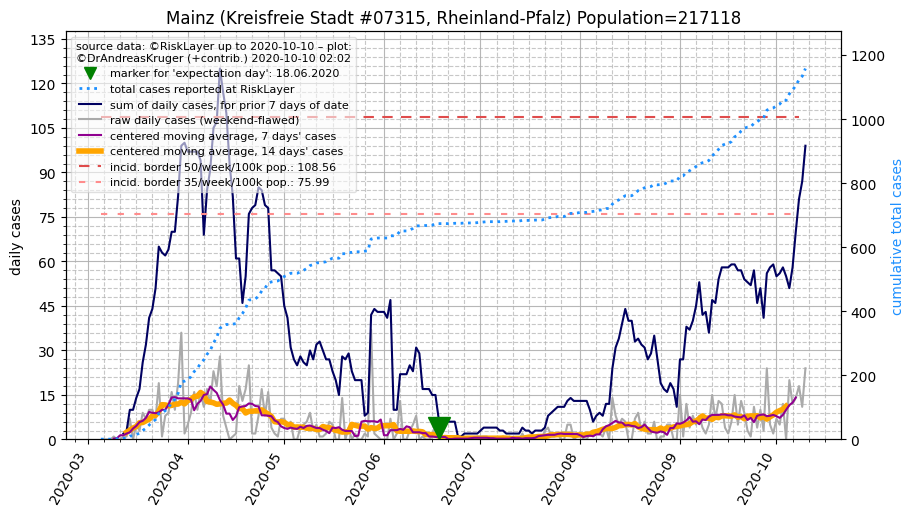 Mainz (Kreisfreie Stadt #07315, Rheinland-Pfalz) Population=217118
source data: ©RiskLayer up to 2020-10-10 – plot:
©DrAndreasKruger (+contrib.) 2020-10-10 02:02
marker for 'expectation day': 18.06.2020
total cases reported at RiskLayer
sum of daily cases, for prior 7 days of date
raw daily cases (weekend-flawed)
centered moving average, 7 days' cases
centered moving average, 14 days' cases
incid. border 50/week/100k pop.: 108.56
incid. border 35/week/100k pop.: 75.99
daily cases
135
120
105
90
75
60
45
30
15
0
cumulative total cases
1200
1000
800
600
400
200
0
2020-03
2020-04
2020-05
2020-06
2020-07
2020-08
2020-09
2020-10